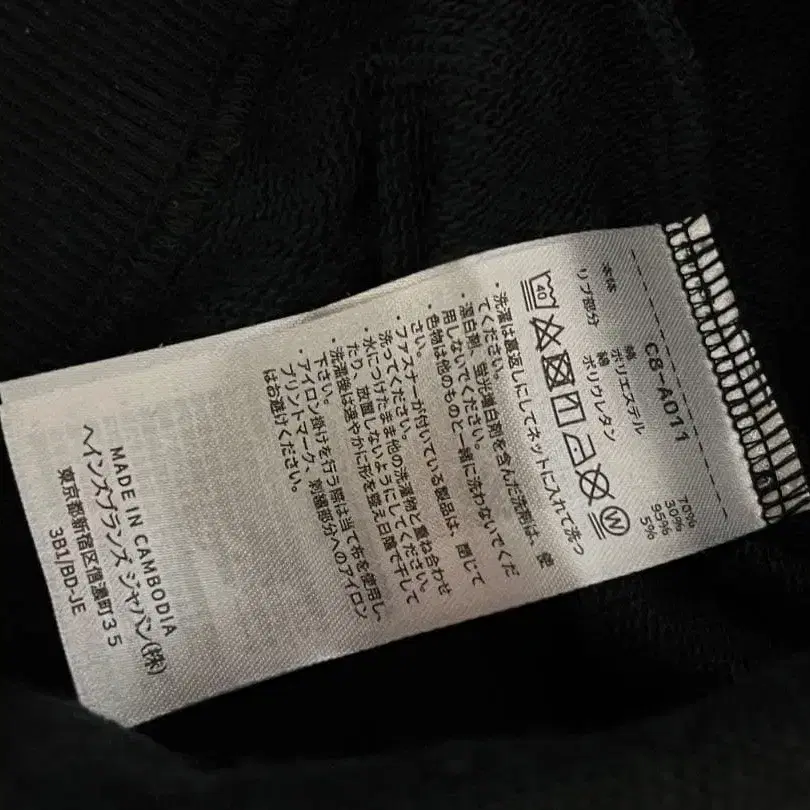 C8-A011
本体 綿 70%
ポリエステル 30%
リブ部分 綿 95%
ポリウレタン 5%
40
W
・洗濯は裏返しにしてネットに入れて洗っ
てください。
・漂白剤、蛍光増白剤を含んだ洗剤は、使
用しないでください。
・色物は他のものと一緒に洗わないでくだ
さい。
・ファスナーが付いている製品は、閉じて
洗ってください。
・水につけたまま他の洗濯物と重ね合わせ
たり、放置しないようにしてください。
・洗濯後は速やかに形を整え日陰で干して
下さい。
・アイロン掛けを行う際は当て布を使用し、
プリントマーク、刺繍部分へのアイロン
はお避けください。
MADE IN CAMBODIA
ヘインズブランズ ジャパン(株)
東京都新宿区信濃町35
3B1/BD-JE